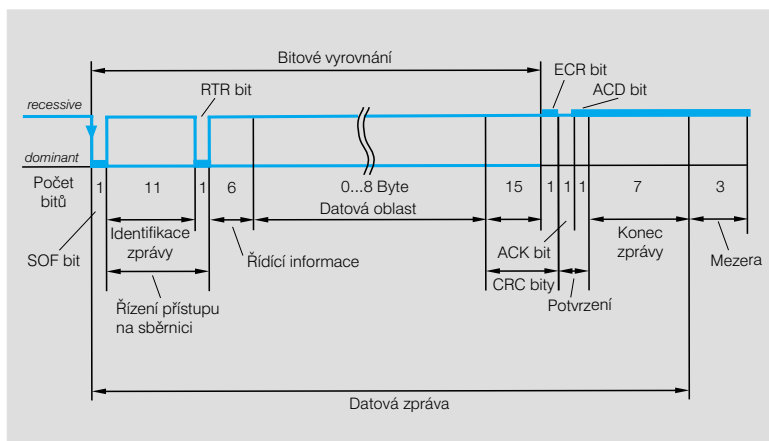 Bitové vyrovnání
ECR bit
RTR bit
ACD bit
recessive
dominant
Počet
bitů
1
11
1
6
0...8 Byte
15
1
1
1
7
3
Datová oblast
Identifikace
zprávy
Řídící informace
SOF bit
ACK bit
Konec
zprávy
Mezera
CRC bity
Potvrzení
Řízení přístupu
na sběrnici
Datová zpráva